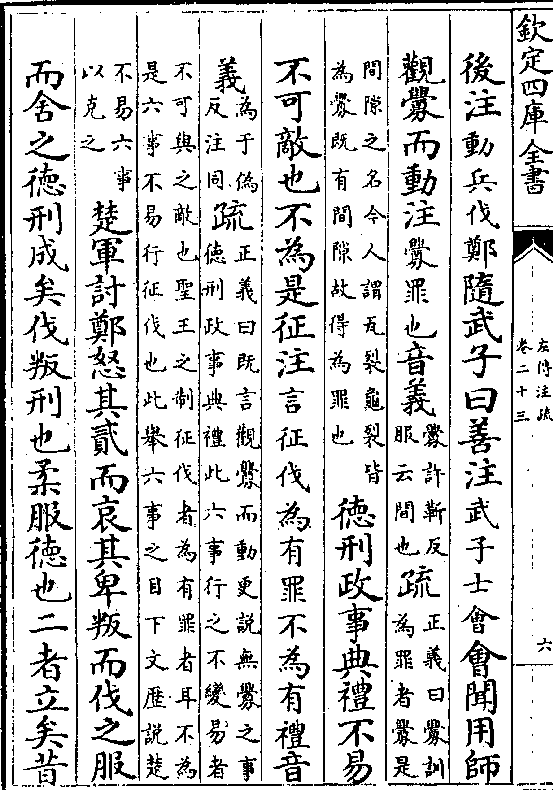 欽定四庫全書
左傳注疏
卷二十三
六
後注動兵伐鄭隨武子曰善注武子士會會聞用師
觀釁而動注釁罪也音義釁許靳反
服云間也疏正義曰釁訓
為罪者釁是
間隙之名今人謂瓦裂龜裂皆
為釁既有間隙故得為罪也
德刑政事典禮不易
不可敵也不為是征注言征伐為有罪不為有禮音
義為于偽
反注同疏正義曰既言觀釁而動更説無釁之事
德刑政事典禮此六事行之不變易者
不可與之敵也聖王之制征伐者為有罪者耳不為
是六事不易行征伐也此舉六事之目下文歴説楚
不易六事
以克之
楚軍討鄭怒其貳而哀其卑叛而伐之服
而舍之德刑成矣伐叛刑也柔服德也二者立矣昔